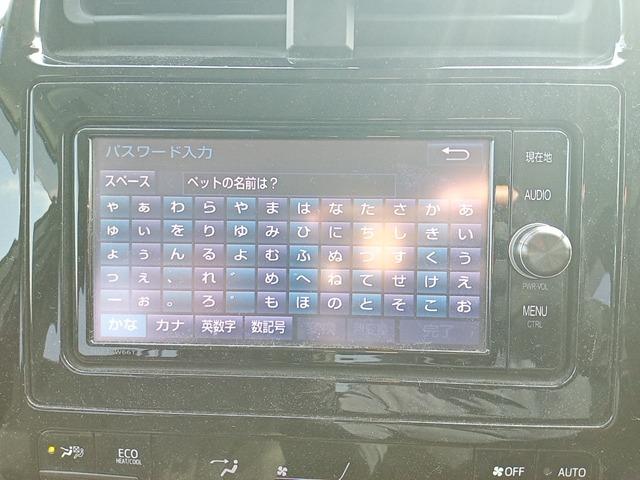 パスワード入力
現在地
スペース ペットの名前は？
AUDIO
ゃ ぁ わ ら や ま は な た さ か あ
ゅ ぃ を り ゆ み ひ に ち し き い
ょ ぅ ん る よ む ふ ぬ つ す く う
っ ぇ 、 れ ゛ め へ ね て せ け え
ー ぉ 。 ろ ゜ も ほ の と そ こ お
PWR·VOL
MENU
CTRL
かな カナ 英数字 数記号 完了
ECO
HEAT/COOL
OFF
AUTO